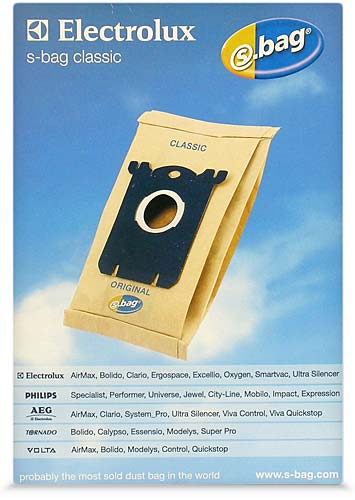 Electrolux
s-bag classic
s-bag®
CLASSIC
ORIGINAL
s-bag
Electrolux AirMax, Bolido, Clario, Ergospace, Excellio, Oxygen, Smartvac, Ultra Silencer
PHILIPS Specialist, Performer, Universe, Jewel, City-Line, Mobilo, Impact, Expression
AEG Electrolux AirMax, Clario, System_Pro, Ultra Silencer, Viva Control, Viva Quickstop
TORNADO Bolido, Calypso, Essensio, Modelys, Super Pro
VOLTA AirMax, Bolido, Modelys, Control, Quickstop
probably the most sold dust bag in the world www.s-bag.com